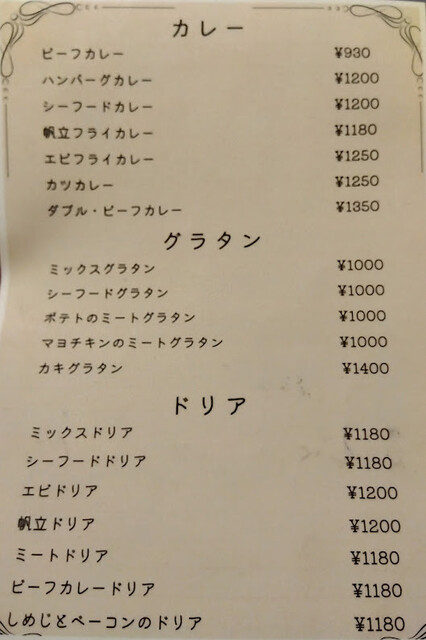 カレー
ビーフカレー ¥930
ハンバーグカレー ¥1200
シーフードカレー ¥1200
帆立フライカレー ¥1180
エビフライカレー ¥1250
カツカレー ¥1250
ダブル・ビーフカレー ¥1350
グラタン
ミックスグラタン ¥1000
シーフードグラタン ¥1000
ポテトのミートグラタン ¥1000
マヨチキンのミートグラタン ¥1000
カキグラタン ¥1400
ドリア
ミックスドリア ¥1180
シーフードドリア ¥1180
エビドリア ¥1200
帆立ドリア ¥1200
ミートドリア ¥1180
ビーフカレードリア ¥1180
しめじとベーコンのドリア ¥1180